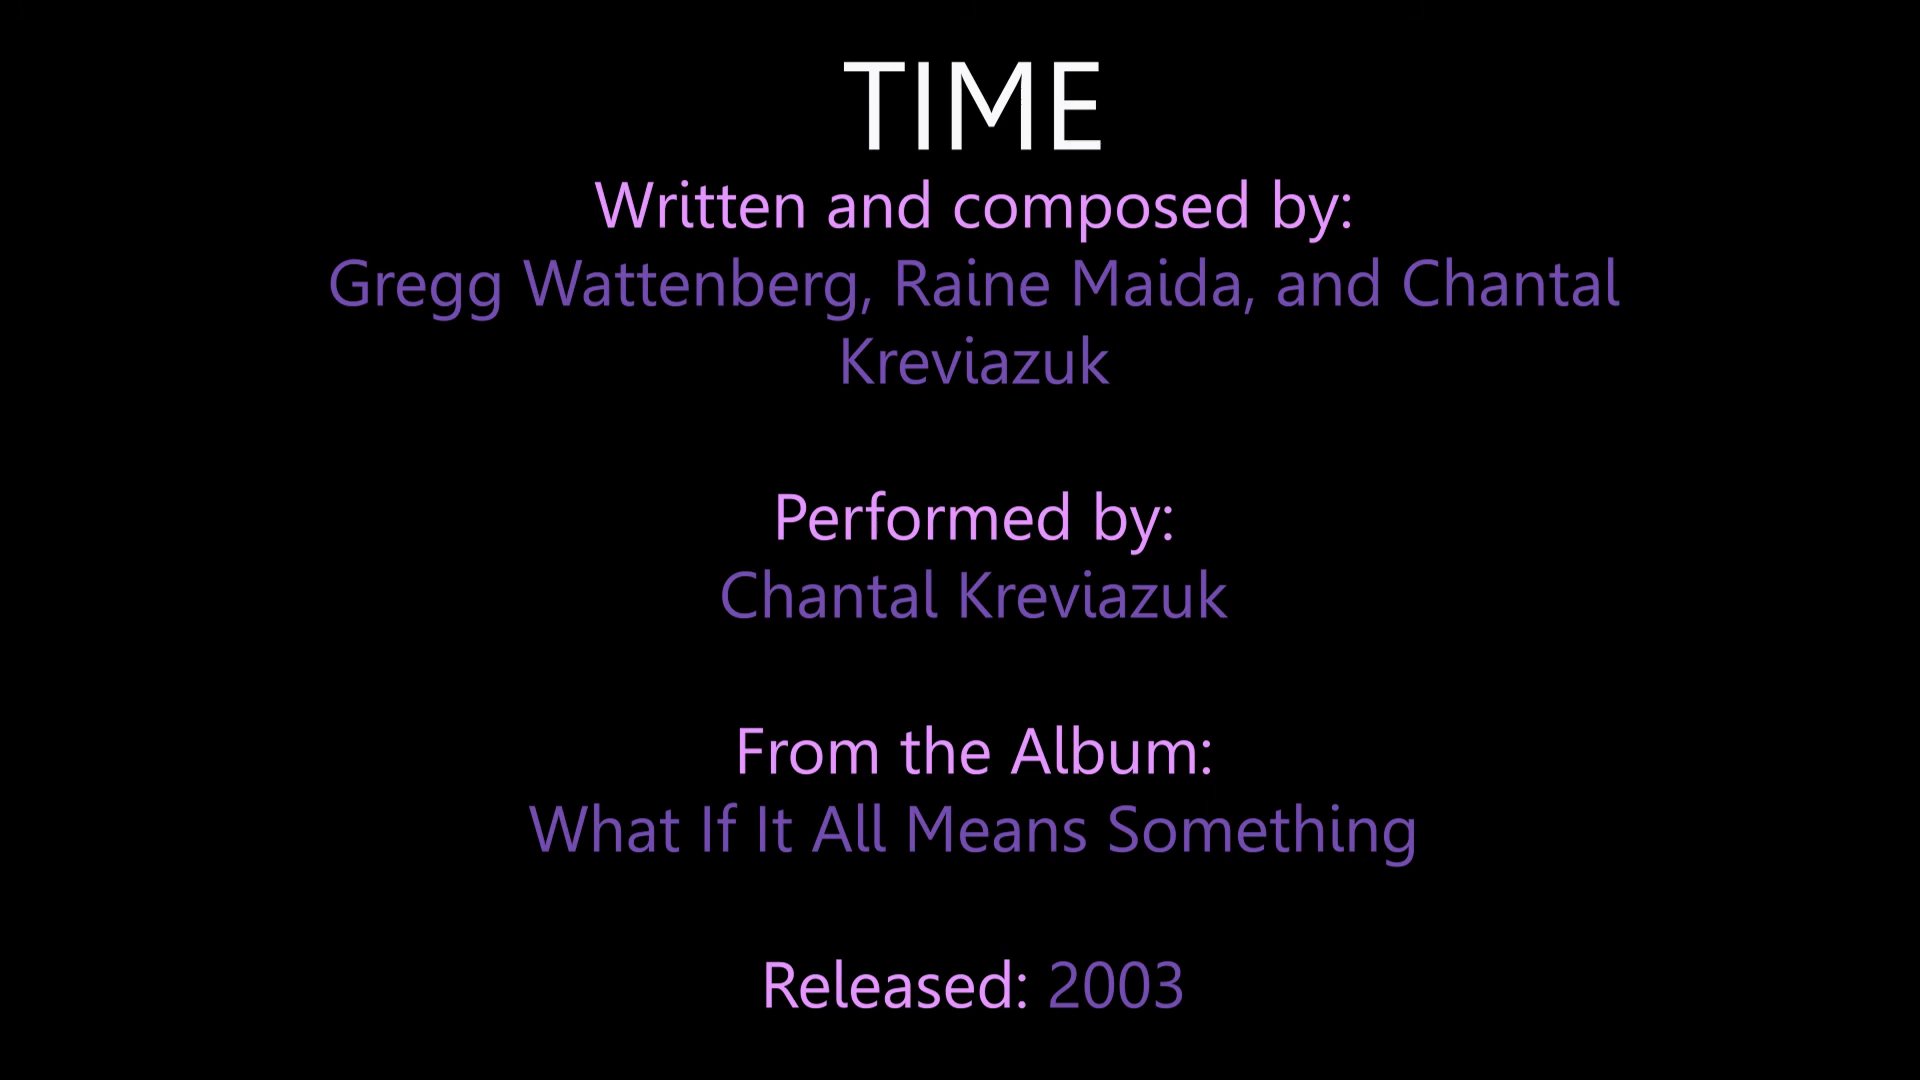 TIME
Written and composed by:
Gregg Wattenberg, Raine Maida, and Chantal
Kreviazuk
Performed by:
Chantal Kreviazuk
From the Album:
What If It All Means Something
Released: 2003